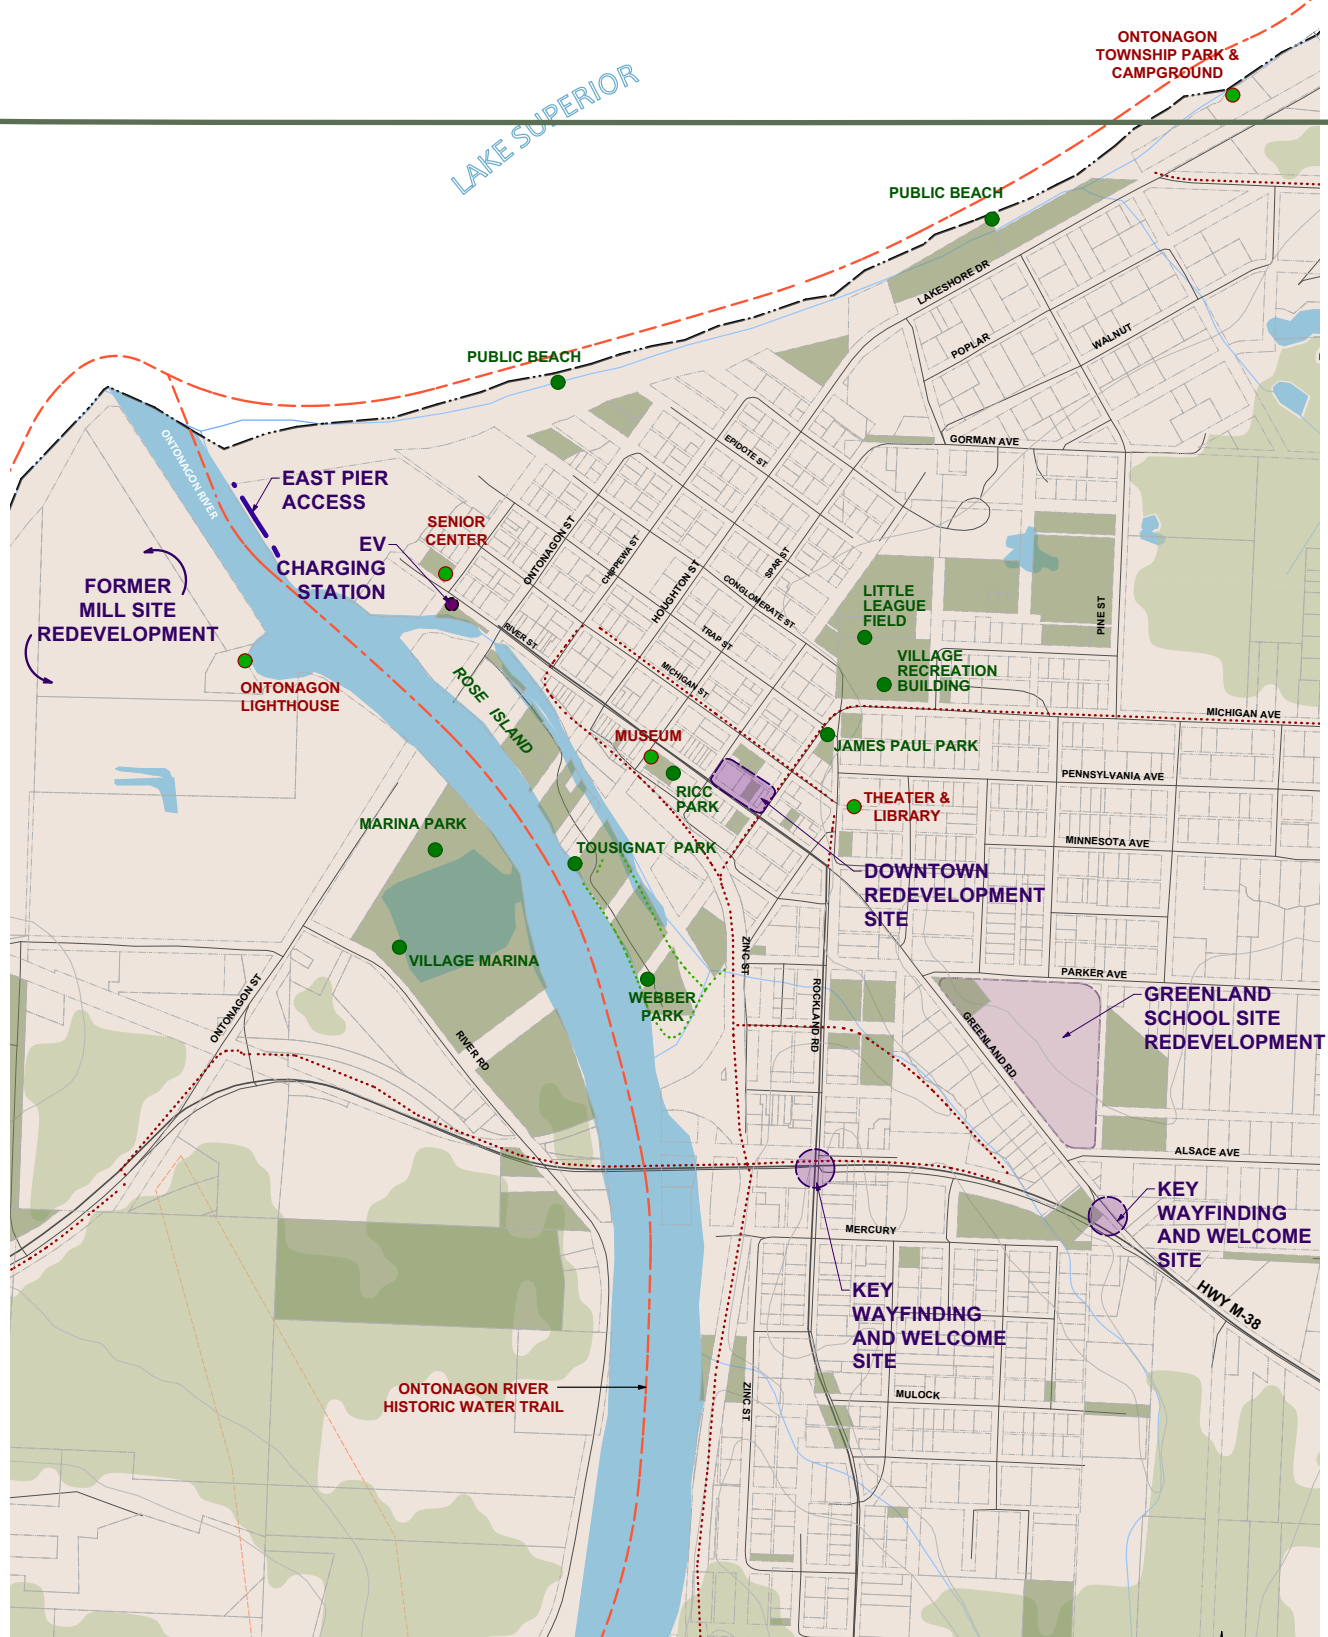 ONTONAGON
TOWNSHIP PARK &
CAMPGROUND
LAKE SUPERIOR
PUBLIC BEACH
LAKESHORE DR
POPLAR
WALNUT
PUBLIC BEACH
GORMAN AVE
EPIDOTE ST
ONTONAGON RIVER
EAST PIER
ACCESS
SENIOR
CENTER
EV
CHARGING
STATION
ONTONAGON ST
CHIPPEWA ST
HOUGHTON ST
SPAR ST
CONGLOMERATE ST
TRAP ST
MICHIGAN ST
RIVER ST
FORMER
MILL SITE
REDEVELOPMENT
LITTLE
LEAGUE
FIELD
PINE ST
VILLAGE
RECREATION
BUILDING
ONTONAGON
LIGHTHOUSE
ROSE ISLAND
MICHIGAN AVE
MUSEUM
JAMES PAUL PARK
RICC
PARK
PENNSYLVANIA AVE
THEATER &
LIBRARY
MARINA PARK
TOUSIGNAT PARK
MINNESOTA AVE
DOWNTOWN
REDEVELOPMENT
SITE
VILLAGE MARINA
ZINC ST
PARKER AVE
WEBBER
PARK
ROCKLAND RD
GREENLAND
SCHOOL SITE
REDEVELOPMENT
GREENLAND RD
ONTONAGON ST
RIVER RD
ALSACE AVE
KEY
WAYFINDING
AND WELCOME
SITE
MERCURY
KEY
WAYFINDING
AND WELCOME
SITE
HWY M-38
ONTONAGON RIVER
HISTORIC WATER TRAIL
ZINC ST
MULOCK